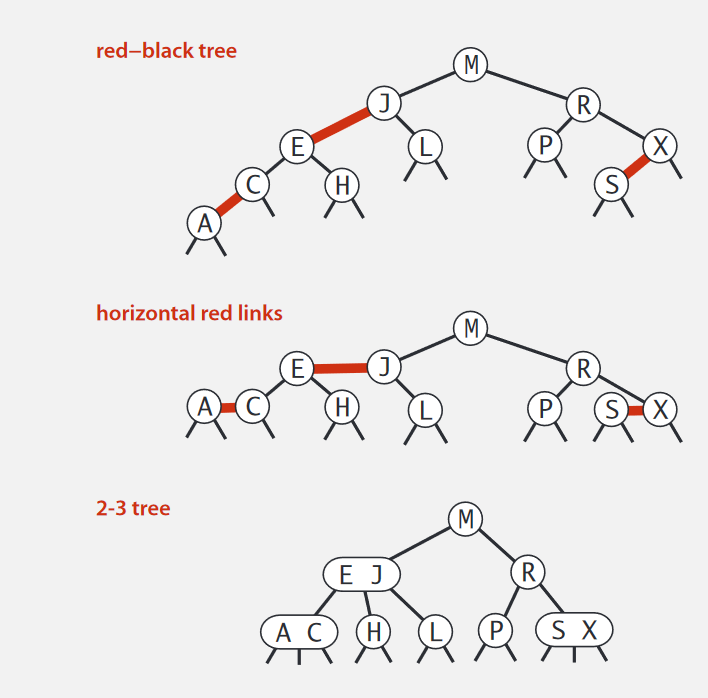 red–black tree
M
J R
E L P X
C H S
A
horizontal red links
M
E J R
A C H L P S X
2-3 tree
M
E J R
A C H L P S X